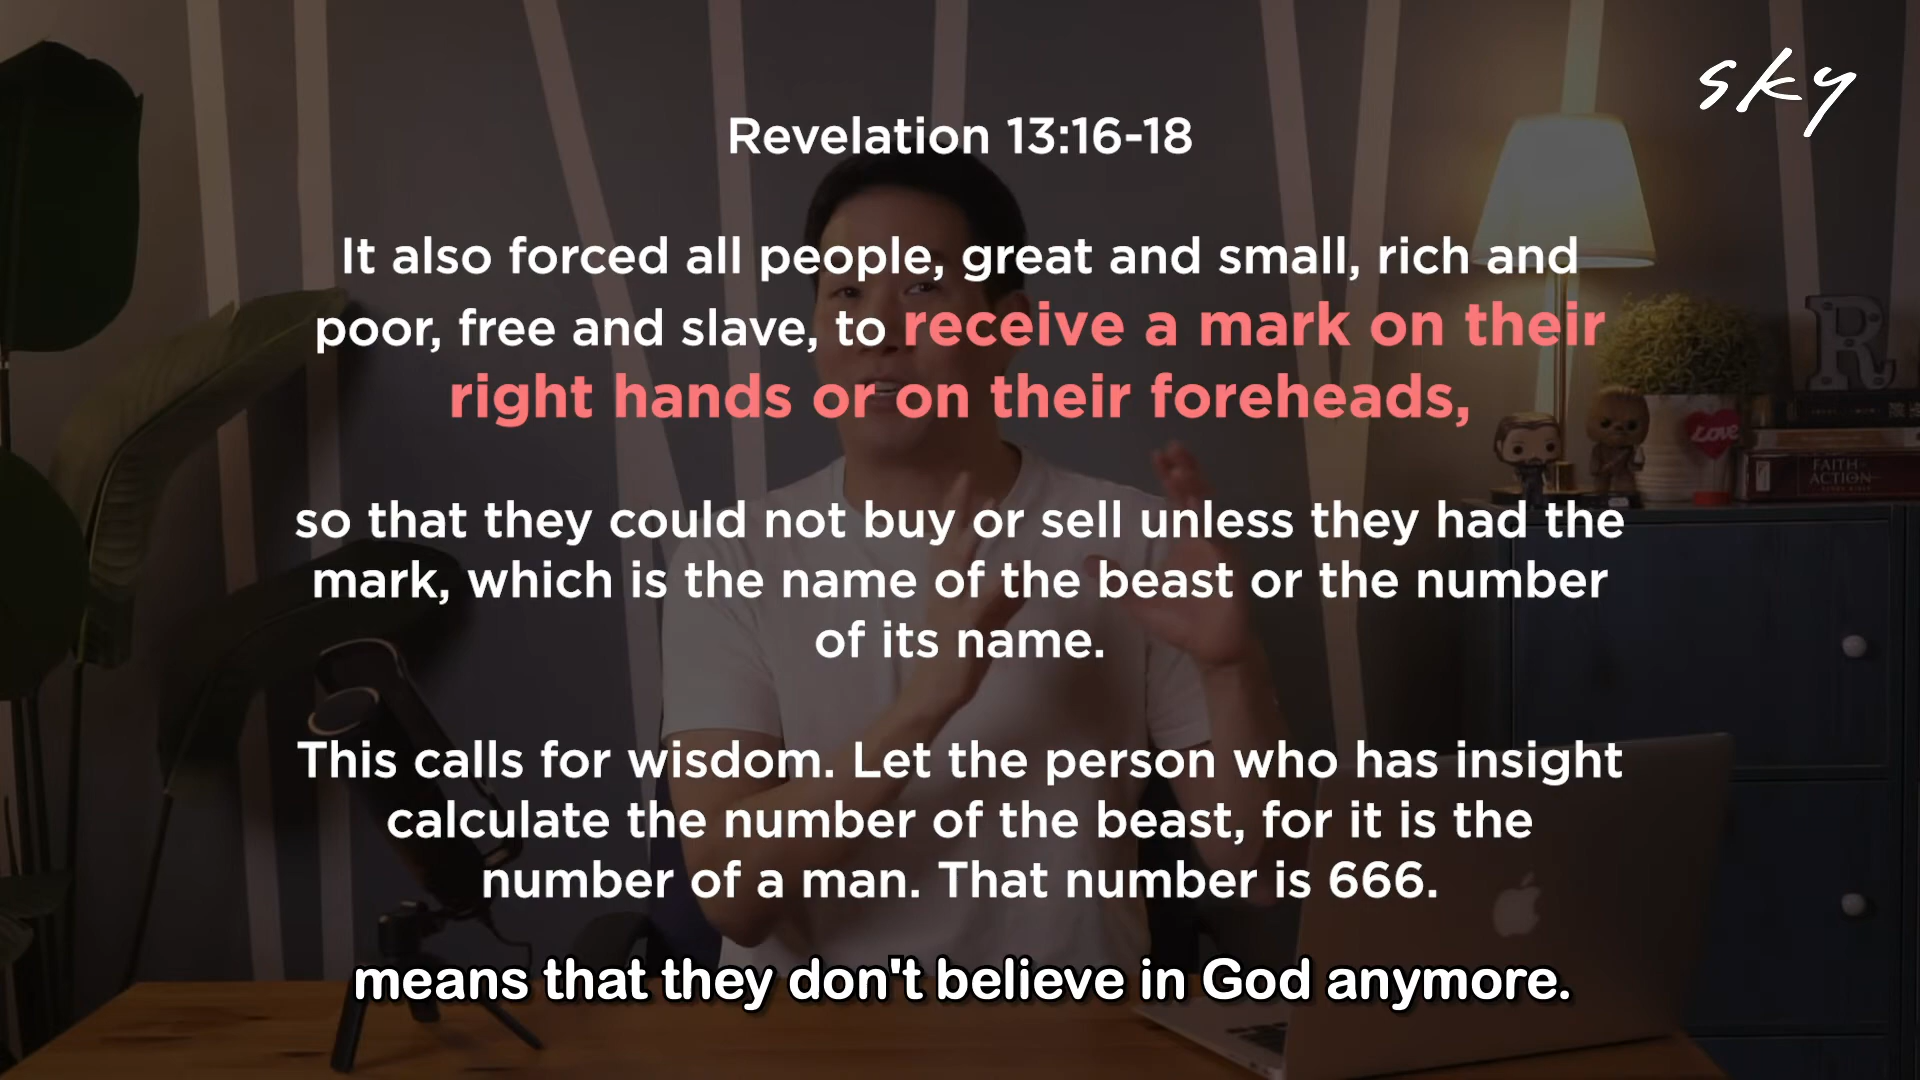 sky
Revelation 13:16-18
It also forced all people, great and small, rich and
poor, free and slave, to receive a mark on their
right hands or on their foreheads,
so that they could not buy or sell unless they had the
mark, which is the name of the beast or the number
of its name.
This calls for wisdom. Let the person who has insight
calculate the number of the beast, for it is the
number of a man. That number is 666.
means that they don't believe in God anymore.
R
Love
FAITH
ACTION